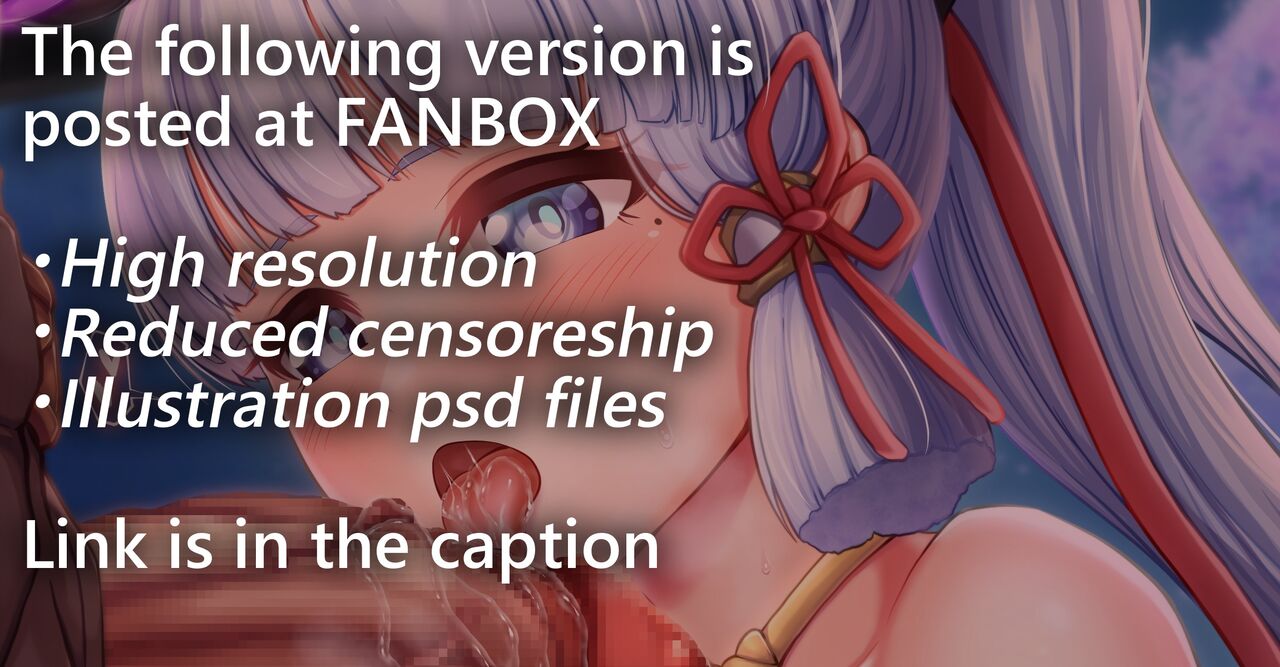 The following version is
posted at FANBOX
・High resolution
・Reduced censoreship
・Illustration psd files
Link is in the caption